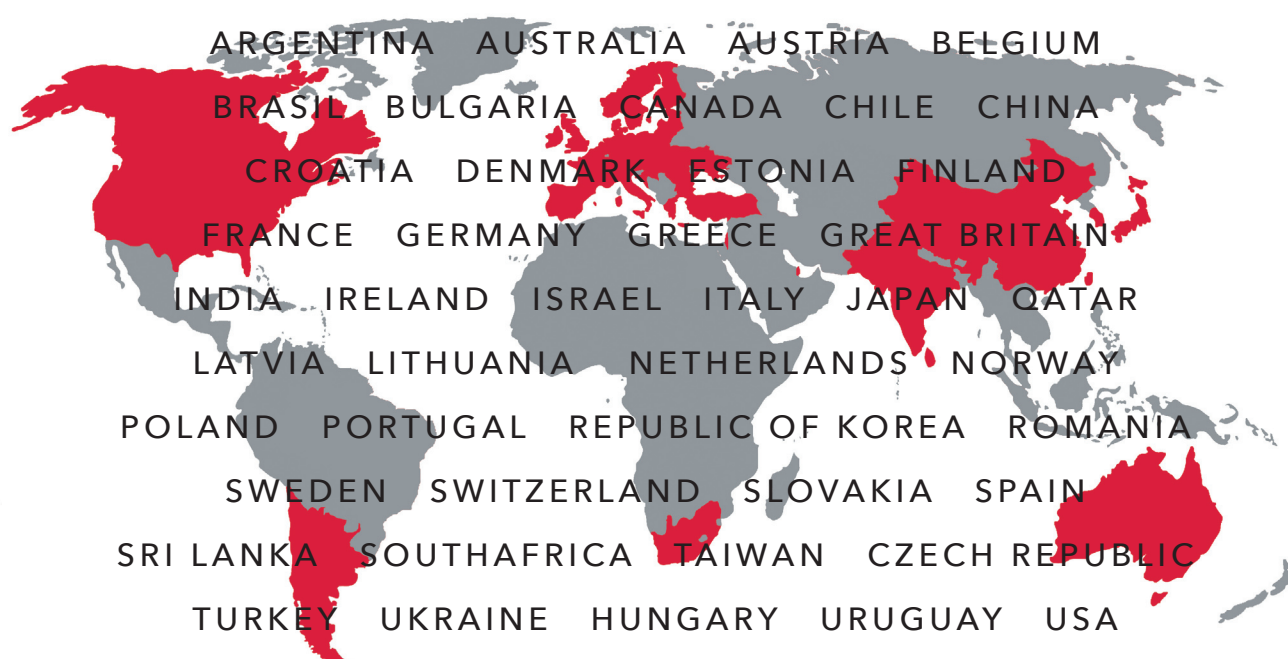 ARGENTINA AUSTRALIA AUSTRIA BELGIUM
BRASIL BULGARIA CANADA CHILE CHINA
CROATIA DENMARK ESTONIA FINLAND
FRANCE GERMANY GREECE GREAT BRITAIN
INDIA IRELAND ISRAEL ITALY JAPAN QATAR
LATVIA LITHUANIA NETHERLANDS NORWAY
POLAND PORTUGAL REPUBLIC OF KOREA ROMANIA
SWEDEN SWITZERLAND SLOVAKIA SPAIN
SRI LANKA SOUTHAFRICA TAIWAN CZECH REPUBLIC
TURKEY UKRAINE HUNGARY URUGUAY USA